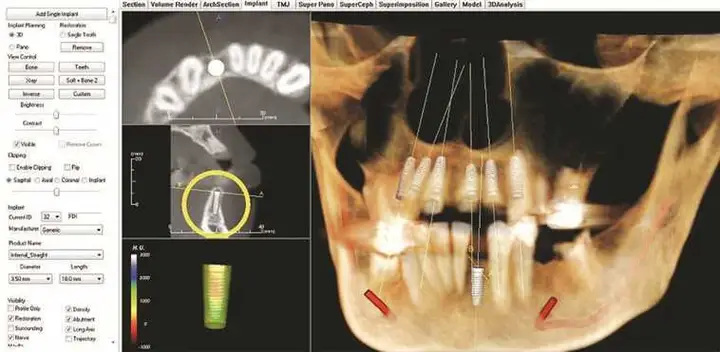 Section Volume Render ArchSection Implant TMJ Super Pano SuperCeph Superimposition Gallery Model 3DAnalysis
Add Single Implant
Implant Planning Restoration
3D Single Tooth
Pano Remove
View Control
Bone Teeth
Xray Soft + Bone 2
Inverse Custom
Brightness
Contrast
Visible Remove Crown
Clipping
Enable Clipping Flip
Sagittal Axial Coronal Implant
Implant
Current ID 32 FDI
Manufacturer Generic
Product Name
Internal_Straight
Diameter Length
3.50 mm 10.0 mm
Visibility
Profile Only Density
Restoration Abutment
Surrounding Long Axis
Nerve Trajectory
A
(mm)
(mm)
A
H. U.
3000
2000
1000
0
-1000